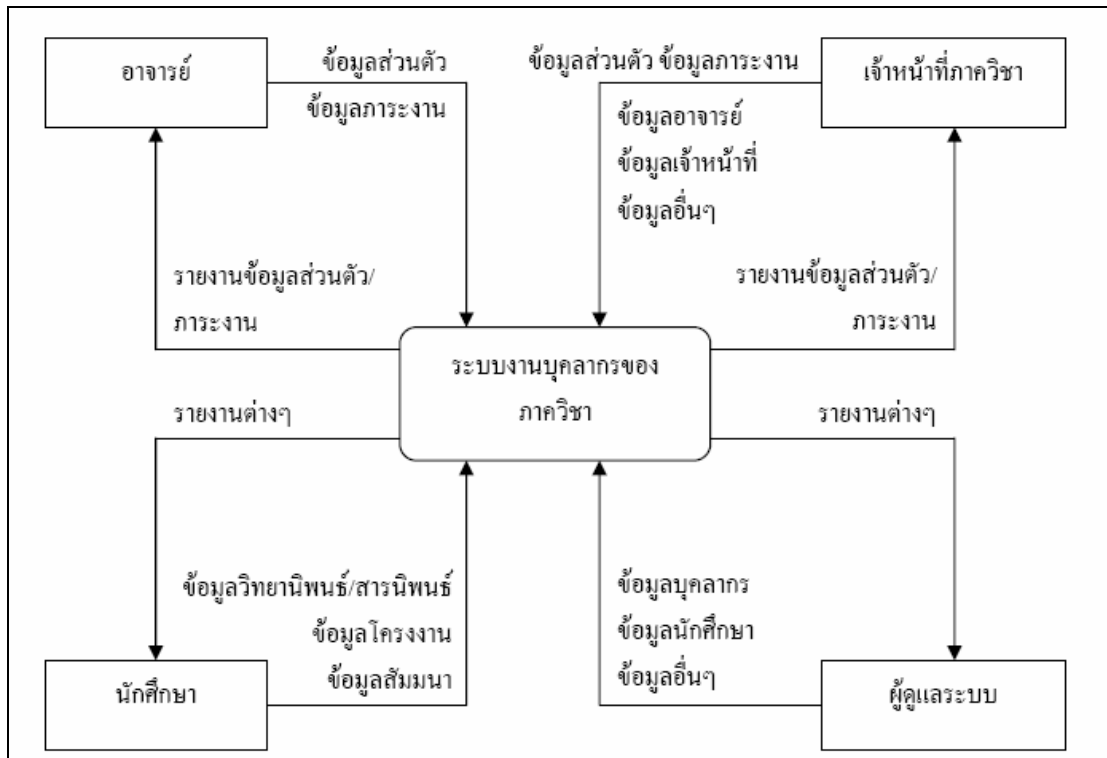 อาจารย์
ข้อมูลส่วนตัว
ข้อมูลภาระงาน
ข้อมูลส่วนตัว ข้อมูลภาระงาน
เจ้าหน้าที่ภาควิชา
ข้อมูลอาจารย์
ข้อมูลเจ้าหน้าที่
ข้อมูลอื่นๆ
รายงานข้อมูลส่วนตัว/
ภาระงาน
รายงานข้อมูลส่วนตัว/
ภาระงาน
ระบบงานบุคลากรของ
ภาควิชา
รายงานต่างๆ
รายงานต่างๆ
ข้อมูลวิทยานิพนธ์/สารนิพนธ์
ข้อมูลโครงงาน
ข้อมูลสัมมนา
ข้อมูลบุคลากร
ข้อมูลนักศึกษา
ข้อมูลอื่นๆ
นักศึกษา
ผู้ดูแลระบบ